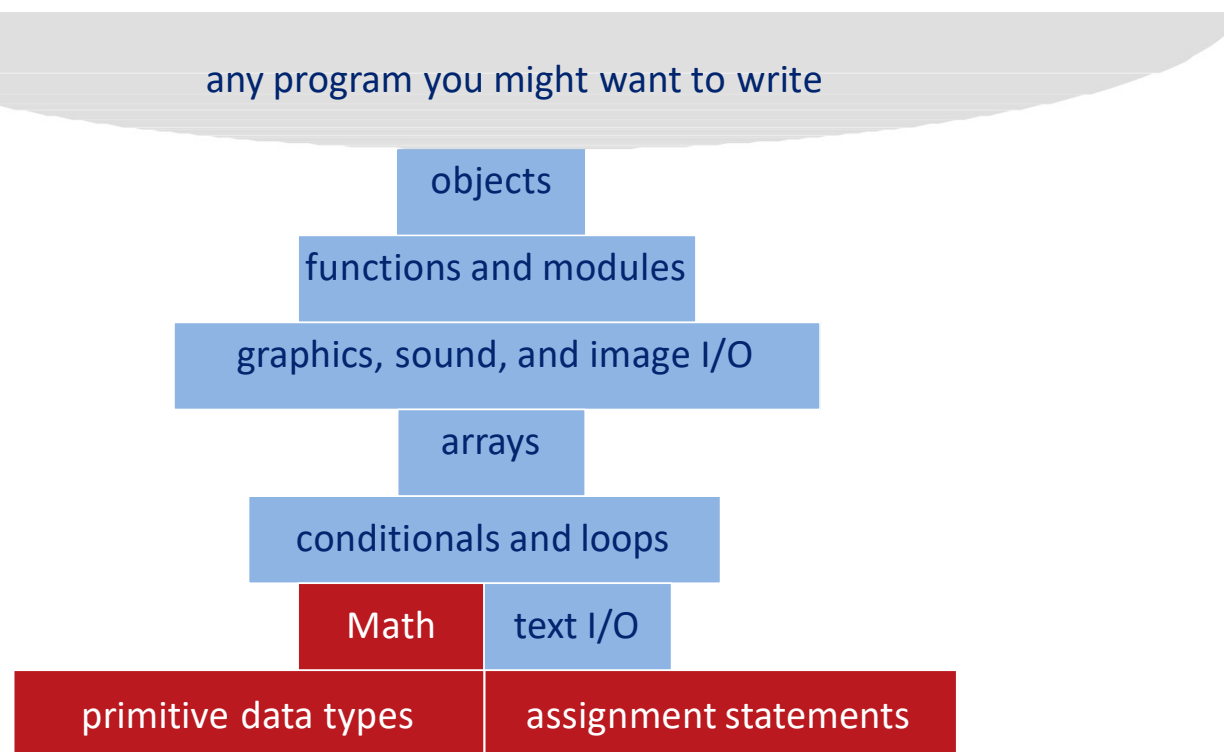 any program you might want to write
objects
functions and modules
graphics, sound, and image I/O
arrays
conditionals and loops
Math
text I/O
primitive data types
assignment statements